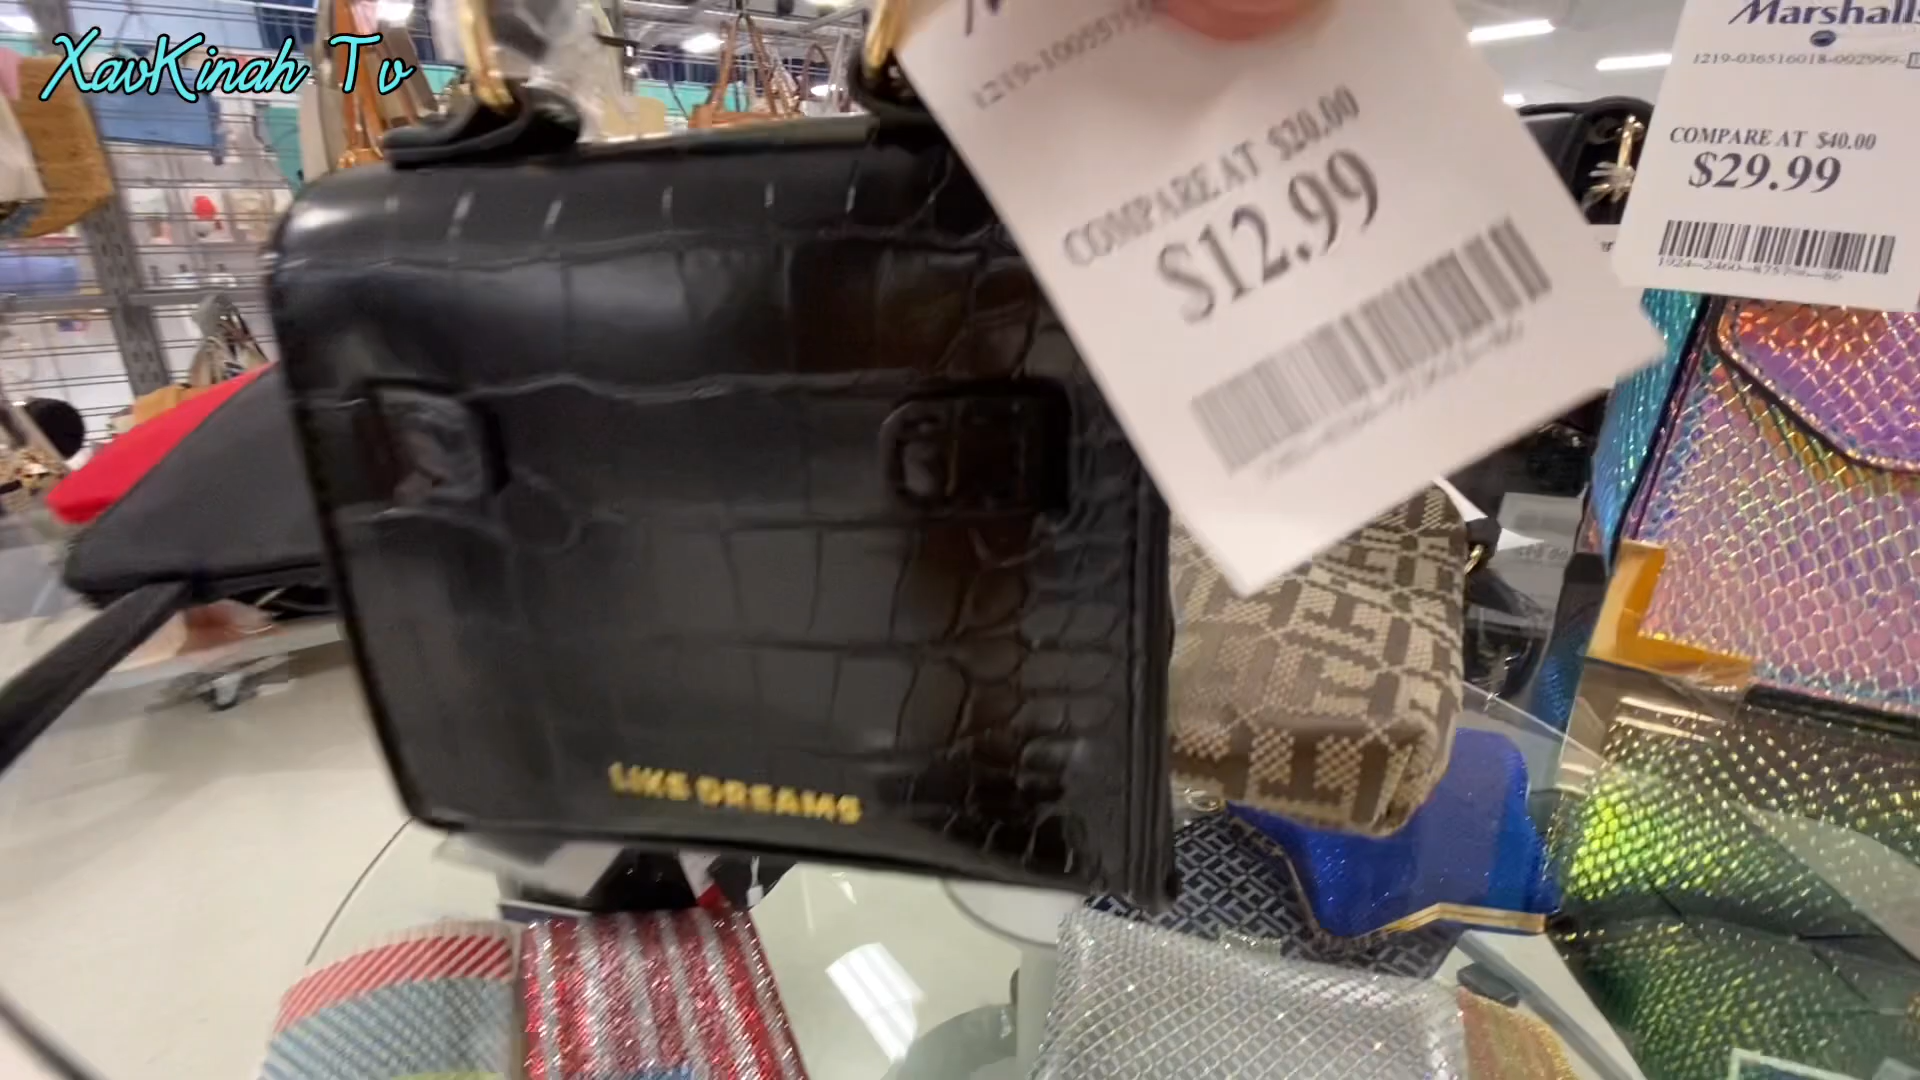 XavKinah Tv
COMPARE AT $20.00
$12.99
LIKE DREAMS
Marshalls
COMPARE AT $40.00
$29.99